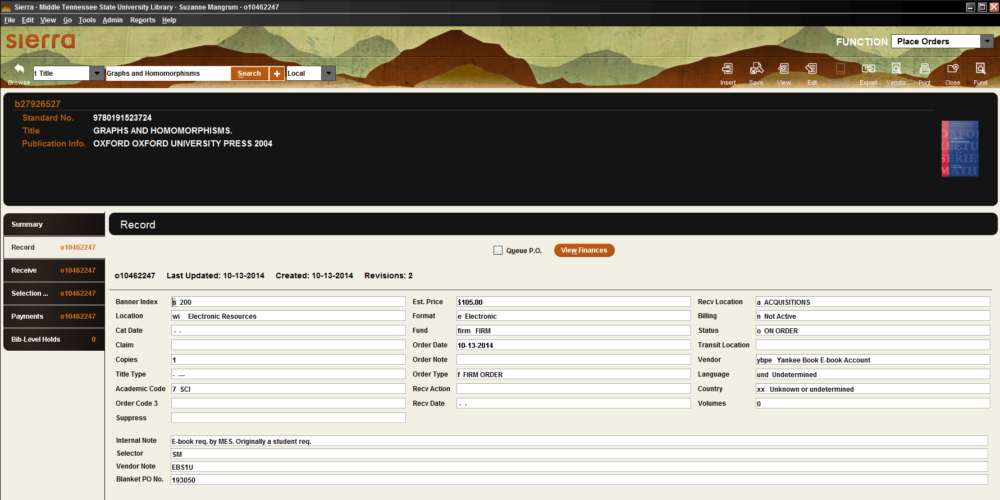 Sierra · Middle Tennessee State University Library · Suzanne Mangrum · o10462247
File Edit View Go Tools Admin Reports Help
sierra
FUNCTION Place Orders
Browse
t Title Graphs and Homomorphisms Search + Local
Insert Save View Edit Summary Export Vendor Print Close Fund
b27926527
Standard No. 9780191523724
Title GRAPHS AND HOMOMORPHISMS.
Publication Info. OXFORD OXFORD UNIVERSITY PRESS 2004
Summary
Record o10462247
Receive o10462247
Selection ... o10462247
Payments o10462247
Bib-Level Holds 0
Record
Queue P.O. View Finances
o10462247 Last Updated: 10-13-2014 Created: 10-13-2014 Revisions: 2
Banner Index s 200 Est. Price $105.00 Recv Location a ACQUISITIONS
Location wi Electronic Resources Format e Electronic Billing n Not Active
Cat Date - - Fund firm FIRM Status o ON ORDER
Claim Order Date 10-13-2014 Transit Location
Copies 1 Order Note Vendor ybpe Yankee Book E-book Account
Title Type - --- Order Type f FIRM ORDER Language und Undetermined
Academic Code 7 SCI Recv Action Country xx Unknown or undetermined
Order Code 3 Recv Date - - Volumes 0
Suppress
Internal Note E-book req. by MES. Originally a student req.
Selector SM
Vendor Note EBS1U
Blanket PO No. 193050